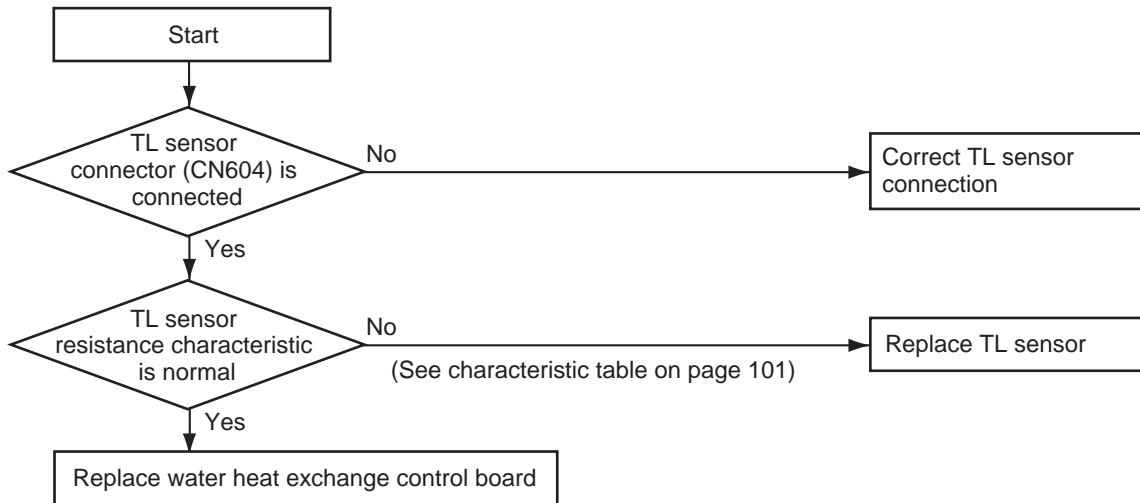 Start
TL sensor
connector (CN604) is
connected
No
Correct TL sensor
connection
Yes
TL sensor
resistance characteristic
is normal
No
(See characteristic table on page 101)
Replace TL sensor
Yes
Replace water heat exchange control board